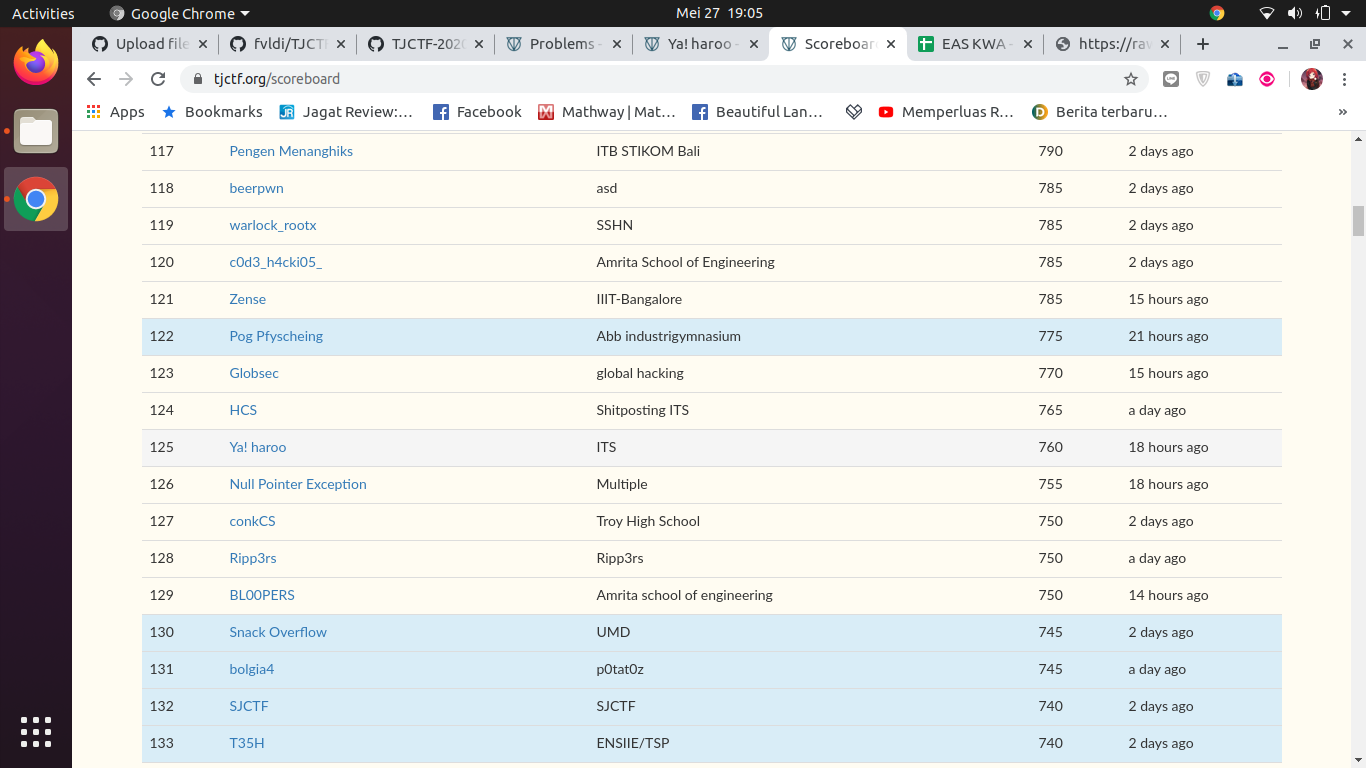 Activities Google Chrome Mei 27 19:05
Upload file fvldi/TJCTF TJCTF-2020 Problems - Ya! haroo - Scoreboar EAS KWA - https://raw
tjctf.org/scoreboard
Apps Bookmarks Jagat Review:... Facebook Mathway | Mat... Beautiful Lan... Memperluas R... Berita terbaru... »
117 Pengen Menanghiks ITB STIKOM Bali 790 2 days ago
118 beerpwn asd 785 2 days ago
119 warlock_rootx SSHN 785 2 days ago
120 c0d3_h4cki05_ Amrita School of Engineering 785 2 days ago
121 Zense IIIT-Bangalore 785 15 hours ago
122 Pog Pfyscheing Abb industrigymnasium 775 21 hours ago
123 Globsec global hacking 770 15 hours ago
124 HCS Shitposting ITS 765 a day ago
125 Ya! haroo ITS 760 18 hours ago
126 Null Pointer Exception Multiple 755 18 hours ago
127 conkCS Troy High School 750 2 days ago
128 Ripp3rs Ripp3rs 750 a day ago
129 BL00PERS Amrita school of engineering 750 14 hours ago
130 Snack Overflow UMD 745 2 days ago
131 bolgia4 p0tat0z 745 a day ago
132 SJCTF SJCTF 740 2 days ago
133 T35H ENSIIE/TSP 740 2 days ago